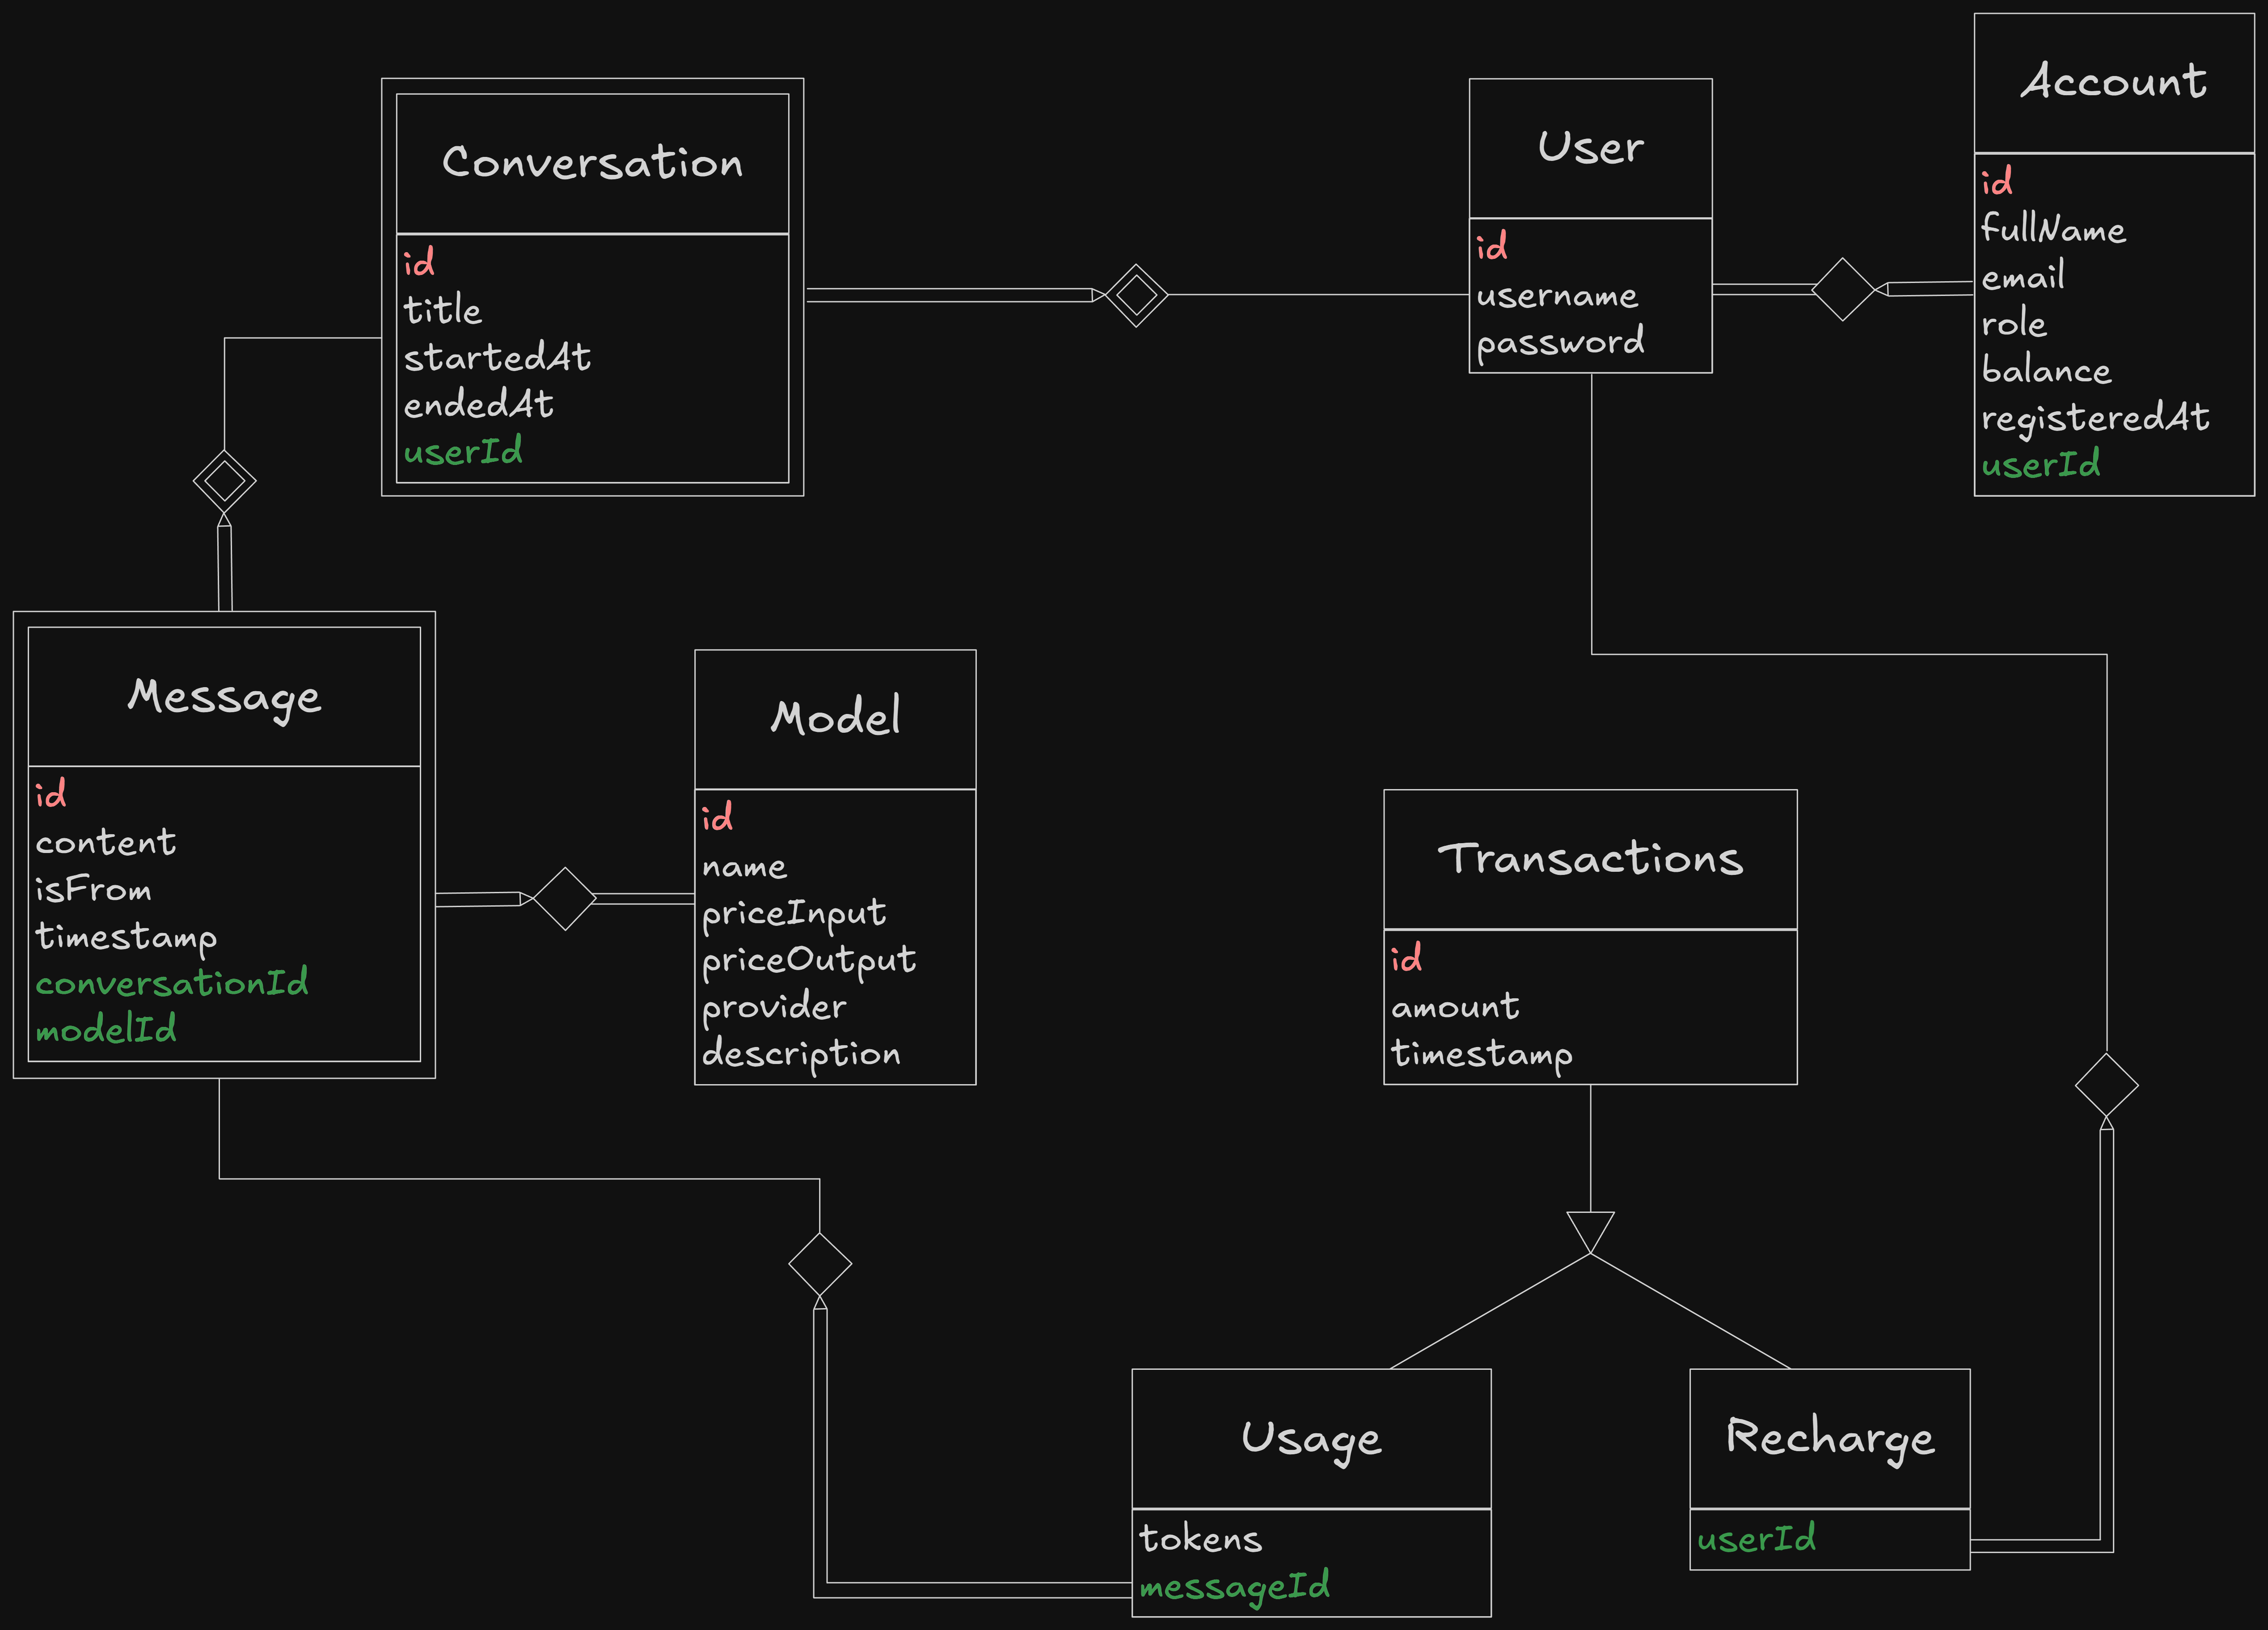 Conversation
id
title
startedAt
endedAt
userId
User
id
username
password
Account
id
fullName
email
role
balance
registeredAt
userId
Message
id
content
isFrom
timestamp
conversationId
modelId
Model
id
name
priceInput
priceOutput
provider
description
Transactions
id
amount
timestamp
Usage
tokens
messageId
Recharge
userId